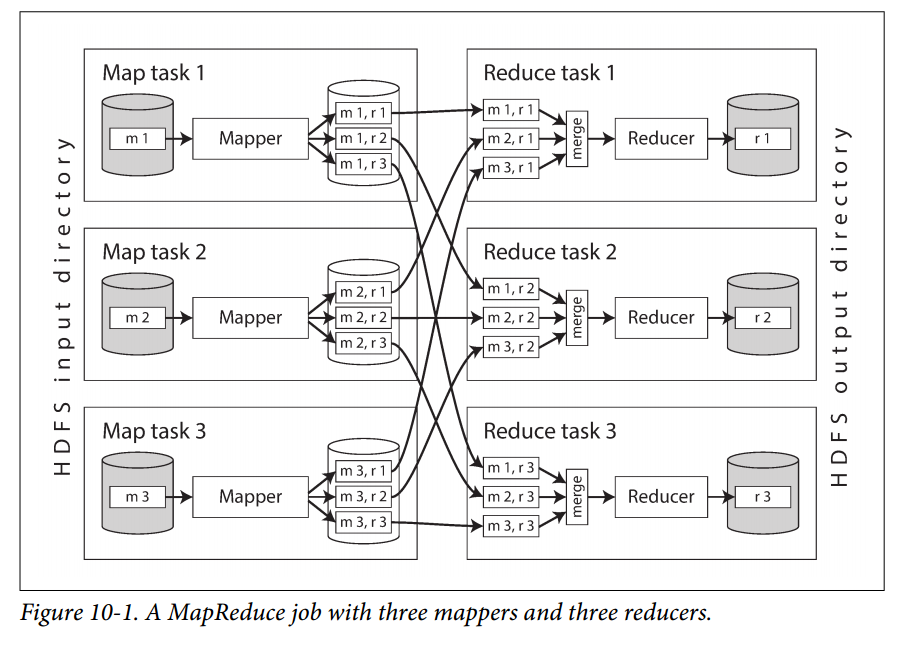 HDFS input directory
Map task 1
m 1
Mapper
m 1, r 1
m 1, r 2
m 1, r 3
Reduce task 1
m 1, r 1
m 2, r 1
m 3, r 1
merge
Reducer
r 1
Map task 2
m 2
Mapper
m 2, r 1
m 2, r 2
m 2, r 3
Reduce task 2
m 1, r 2
m 2, r 2
m 3, r 2
merge
Reducer
r 2
Map task 3
m 3
Mapper
m 3, r 1
m 3, r 2
m 3, r 3
Reduce task 3
m 1, r 3
m 2, r 3
m 3, r 3
merge
Reducer
r 3
HDFS output directory
Figure 10-1. A MapReduce job with three mappers and three reducers.